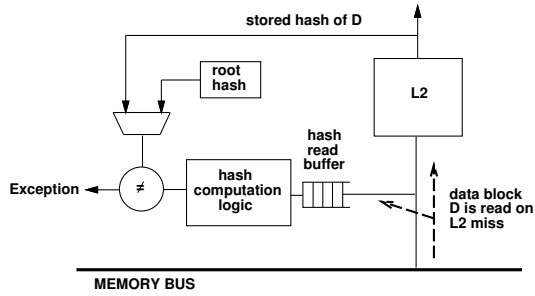 stored hash of D
root
hash
L2
hash
read
buffer
Exception
≠
hash
computation
logic
data block
D is read on
L2 miss
MEMORY BUS